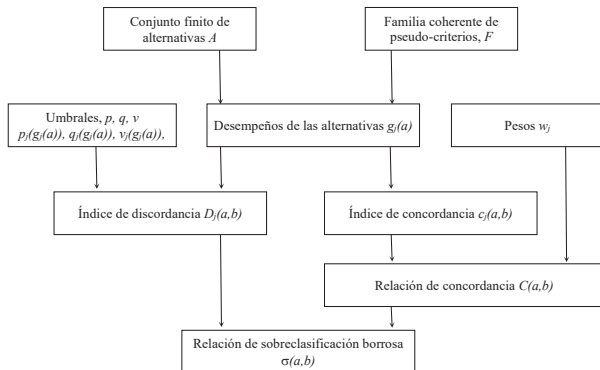 Conjunto finito de
alternativas A
Familia coherente de
pseudo-criterios, F
Umbrales, p, q, v
pj(gj(a)), qj(gj(a)), vj(gj(a)),
Desempeños de las alternativas gj(a)
Pesos wj
Índice de discordancia Dj(a,b)
Índice de concordancia cj(a,b)
Relación de concordancia C(a,b)
Relación de sobreclasificación borrosa
σ(a,b)